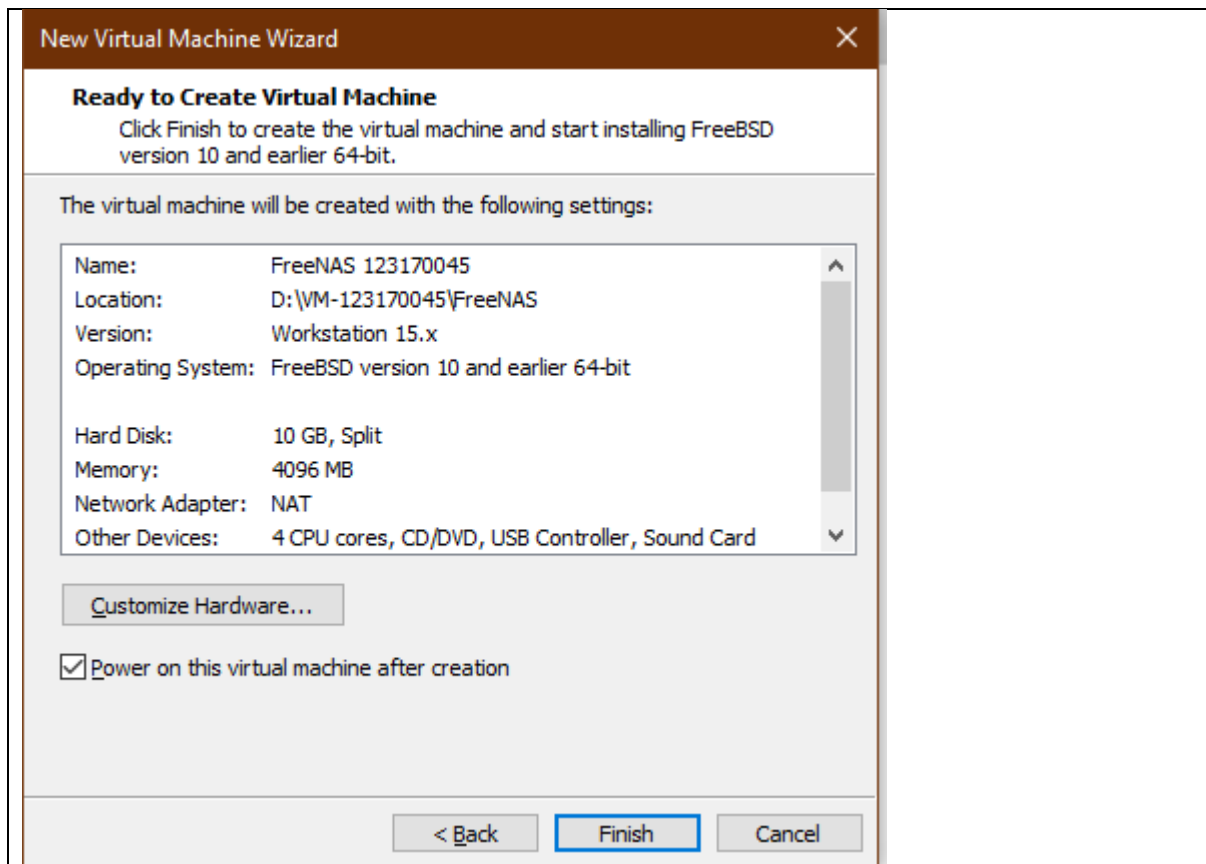 New Virtual Machine Wizard
Ready to Create Virtual Machine
Click Finish to create the virtual machine and start installing FreeBSD
version 10 and earlier 64-bit.
The virtual machine will be created with the following settings:
Name: FreeNAS 123170045
Location: D:\VM-123170045\FreeNAS
Version: Workstation 15.x
Operating System: FreeBSD version 10 and earlier 64-bit
Hard Disk: 10 GB, Split
Memory: 4096 MB
Network Adapter: NAT
Other Devices: 4 CPU cores, CD/DVD, USB Controller, Sound Card
Customize Hardware...
Power on this virtual machine after creation
< Back Finish Cancel